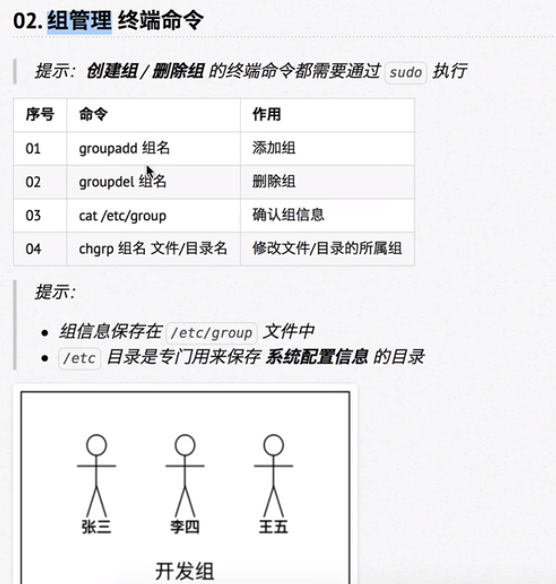 02. 组管理 终端命令
提示：创建组 / 删除组 的终端命令都需要通过 sudo 执行
序号 命令 作用
01 groupadd 组名 添加组
02 groupdel 组名 删除组
03 cat /etc/group 确认组信息
04 chgrp 组名 文件/目录名 修改文件/目录的所属组
提示：
• 组信息保存在 /etc/group 文件中
• /etc 目录是专门用来保存 系统配置信息 的目录
张三 李四 王五
开发组